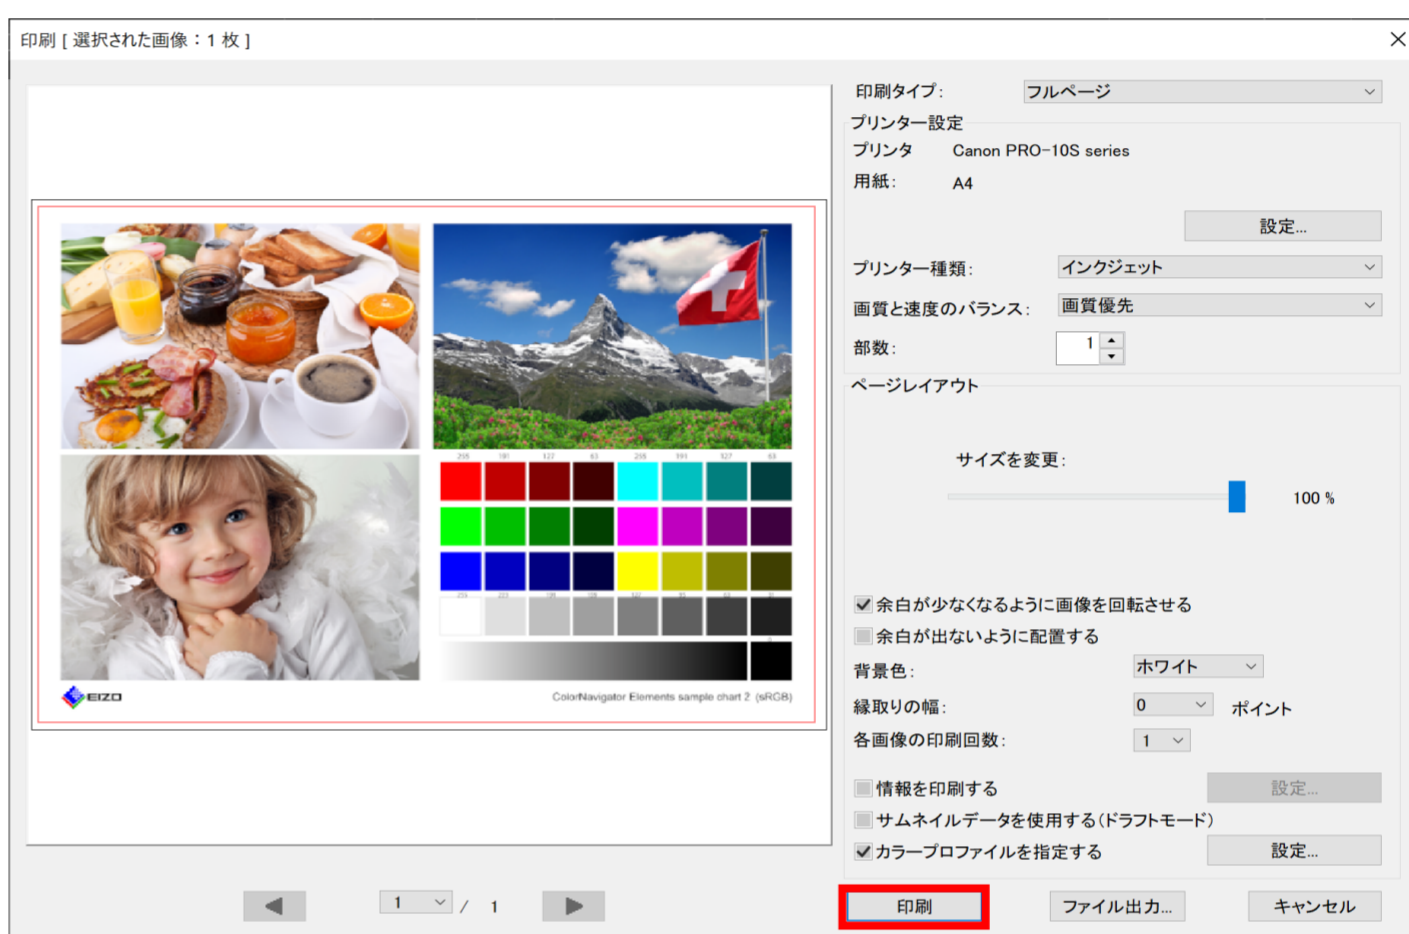 印刷 [ 選択された画像：1 枚 ]
印刷タイプ: フルページ
プリンター設定
プリンタ Canon PRO-10S series
用紙: A4
設定...
プリンター種類: インクジェット
画質と速度のバランス: 画質優先
部数: 1
ページレイアウト
サイズを変更:
100 %
余白が少なくなるように画像を回転させる
余白が出ないように配置する
背景色: ホワイト
縁取りの幅: 0 ポイント
各画像の印刷回数: 1
情報を印刷する 設定...
サムネイルデータを使用する(ドラフトモード)
カラープロファイルを指定する 設定...
255 191 127 63 255 191 127 63
EIZO
ColorNavigator Elements sample chart 2 (sRGB)
1 / 1
印刷 ファイル出力... キャンセル